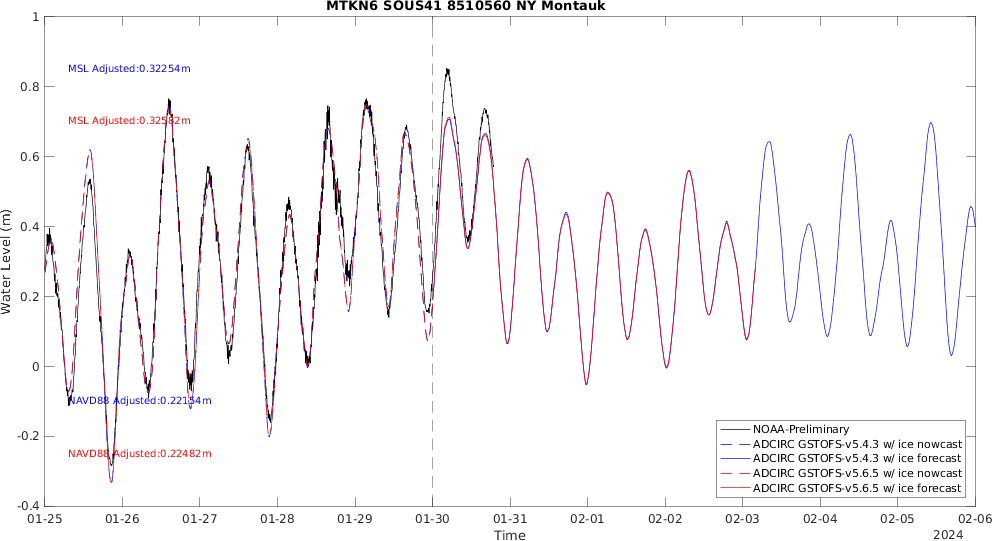 MTKN6 SOUS41 8510560 NY Montauk
1
0.8
0.6
0.4
0.2
0
-0.2
-0.4
Water Level (m)
MSL Adjusted:0.32254m
MSL Adjusted:0.32582m
NAVD88 Adjusted:0.22154m
NAVD88 Adjusted:0.22482m
NOAA-Preliminary
ADCIRC GSTOFS-v5.4.3 w/ ice nowcast
ADCIRC GSTOFS-v5.4.3 w/ ice forecast
ADCIRC GSTOFS-v5.6.5 w/ ice nowcast
ADCIRC GSTOFS-v5.6.5 w/ ice forecast
01-25 01-26 01-27 01-28 01-29 01-30 01-31 02-01 02-02 02-03 02-04 02-05 02-06
Time
2024